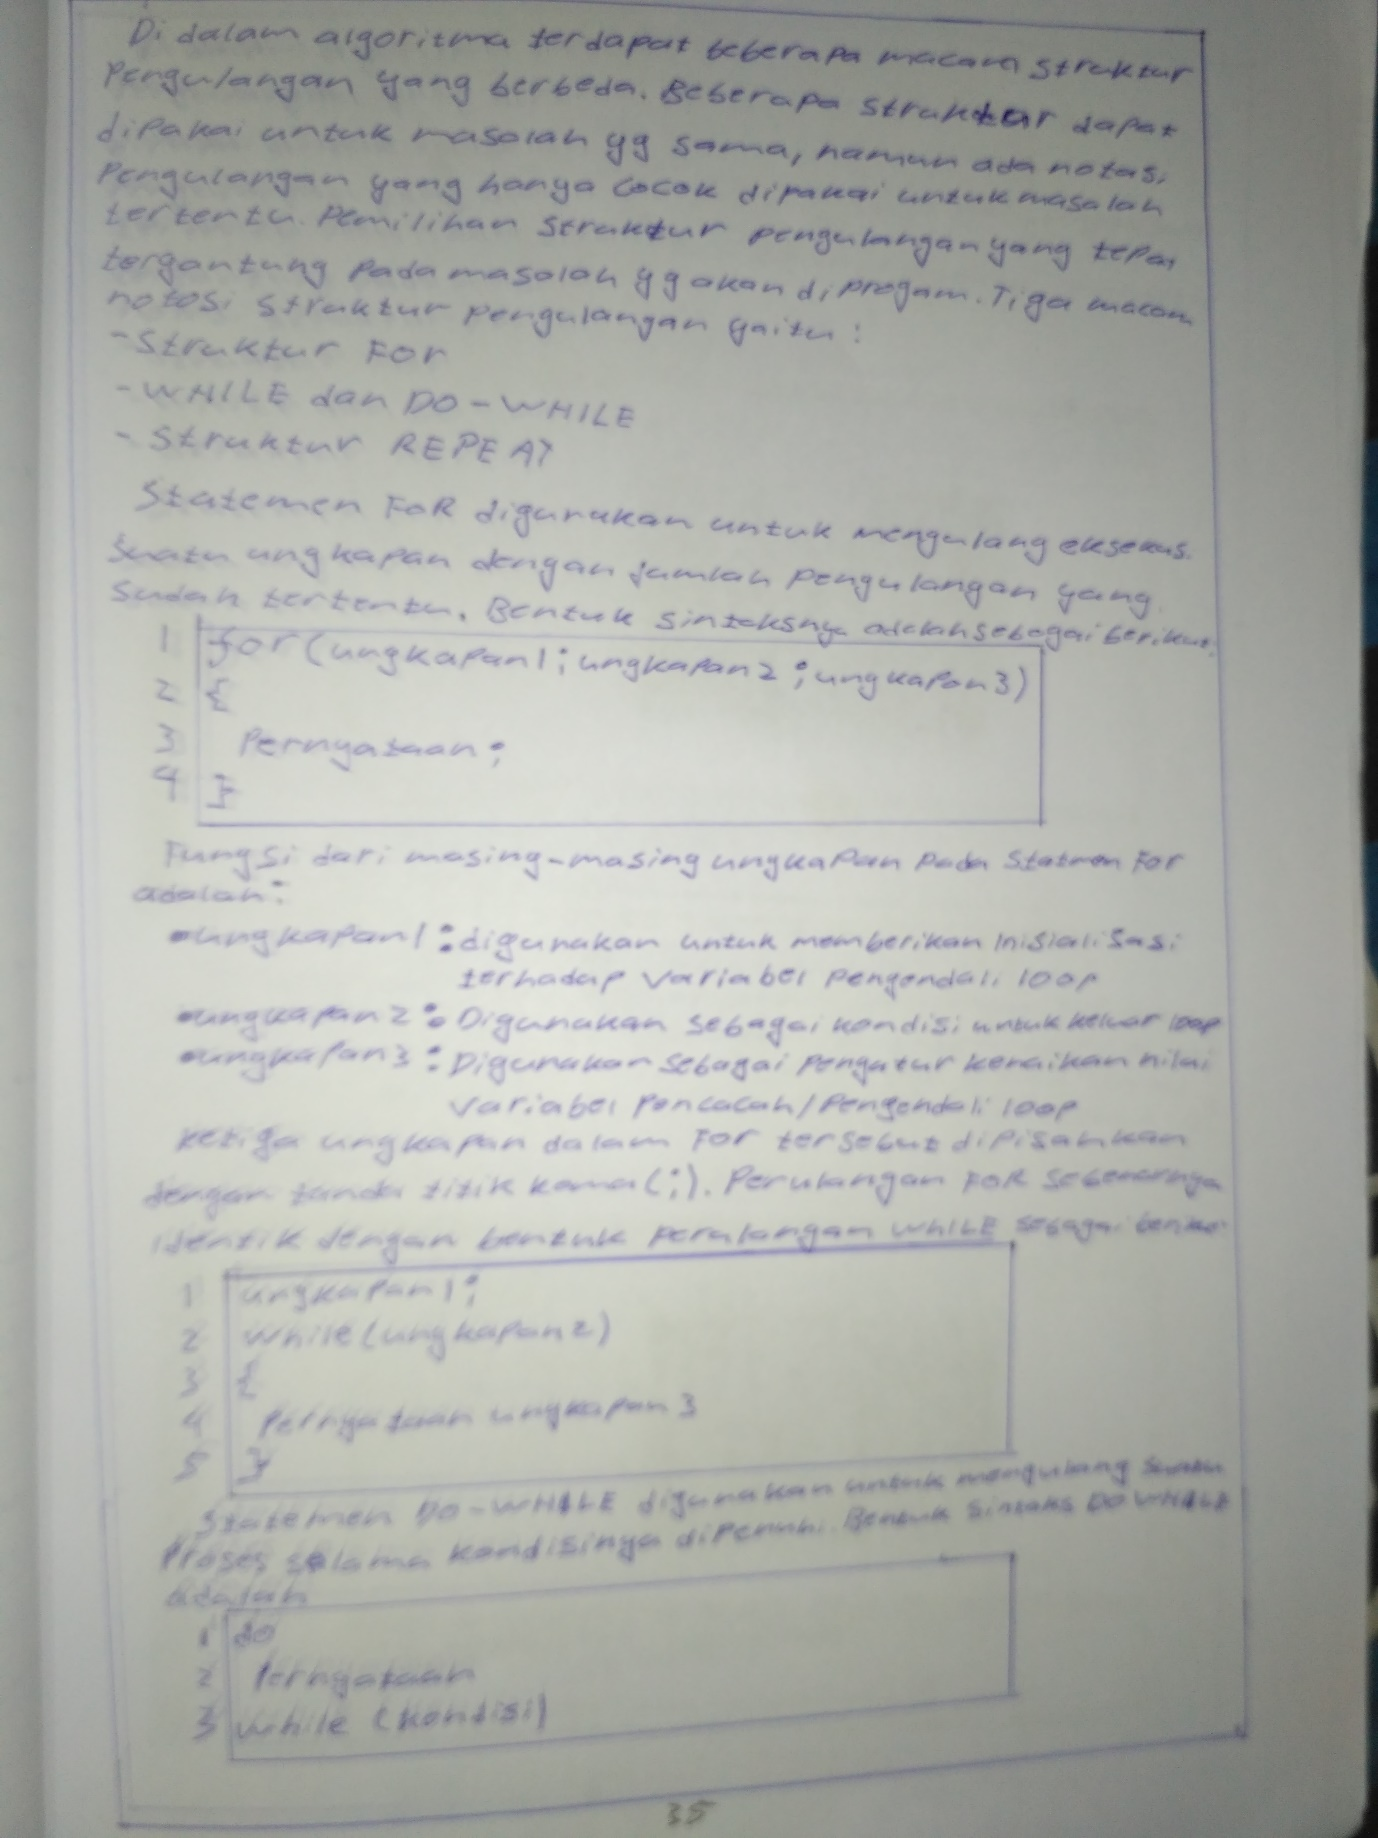 Di dalam algoritma terdapat beberapa macam struktur
Pengulangan yang berbeda. Beberapa struktur dapat
dipakai untuk masalah yg sama, namun ada notasi
Pengulangan yang hanya cocok dipakai untuk masalah
tertentu. Pemilihan struktur pengulangan yang tepat
tergantung pada masalah yg akan di progam. Tiga macam
notasi struktur pengulangan yaitu :
- Struktur For
- WHILE dan DO - WHILE
- Struktur REPEAT
Statemen FoR digunakan untuk mengulang eksekusi
Suatu ungkapan dengan jumlah pengulangan yang
Sudah tertentu. Bentuk sintaksnya adalah sebagai berikut:
1 for (ungkapan1; ungkapan2; ungkapan3)
2 {
3 Pernyataan;
4 }
Fungsi dari masing-masing ungkapan pada Statmen For
adalah:
•ungkapan1 : digunakan untuk memberikan Inisialisasi
terhadap variabel pengendali loop
•ungkapan2 : Digunakan sebagai kondisi untuk keluar loop
•ungkapan3 : Digunakan sebagai Pengatur kenaikan nilai
variabel Pencacah/Pengendali loop
ketiga ungkapan dalam For tersebut dipisahkan
dengan tanda titik koma (;). Perulangan FoR sebenarnya
identik dengan bentuk perulangan WHILE sebagai berikut
1 ungkapan1;
2 while (ungkapan2)
3 {
4 Pernyataan ungkapan3
5 }
Statemen DO-WHILE digunakan untuk mengulang suatu
Proses selama kondisinya dipenuhi. Bentuk Sintaks DO WHILE
adalah
1 do
2 Pernyataan
3 while (kondisi)
35